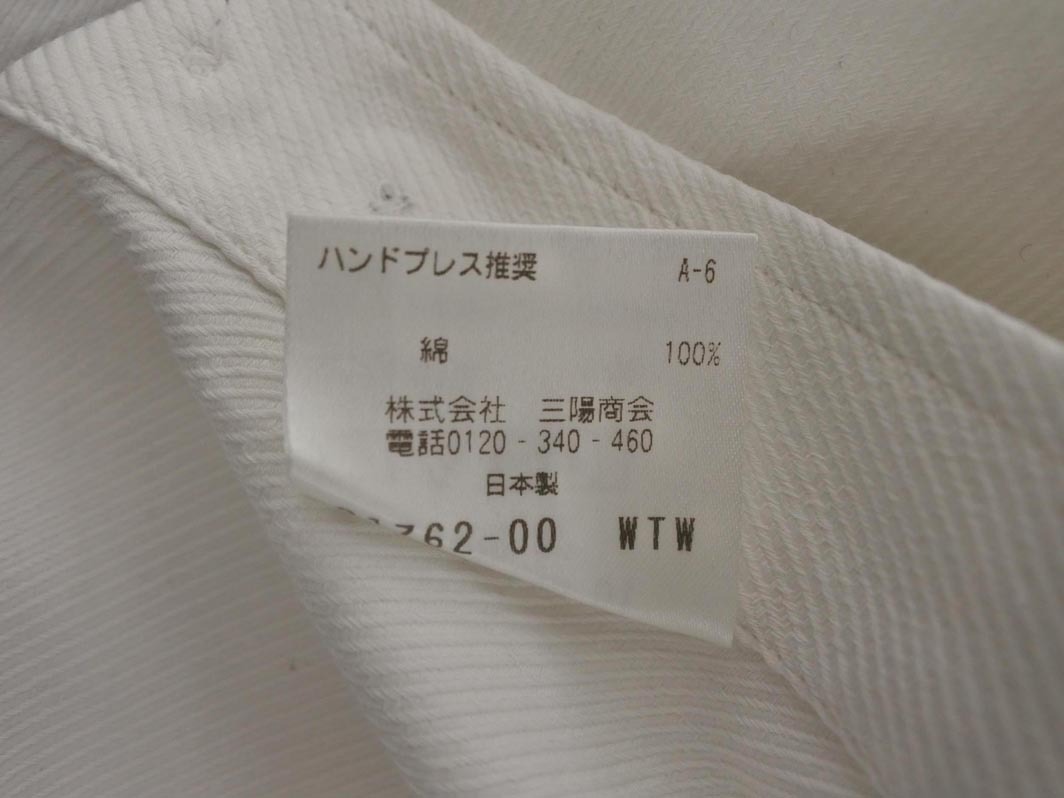 ハンドプレス推奨 A-6
綿 100%
株式会社 三陽商会
電話0120-340-460
日本製
62-00 WTW